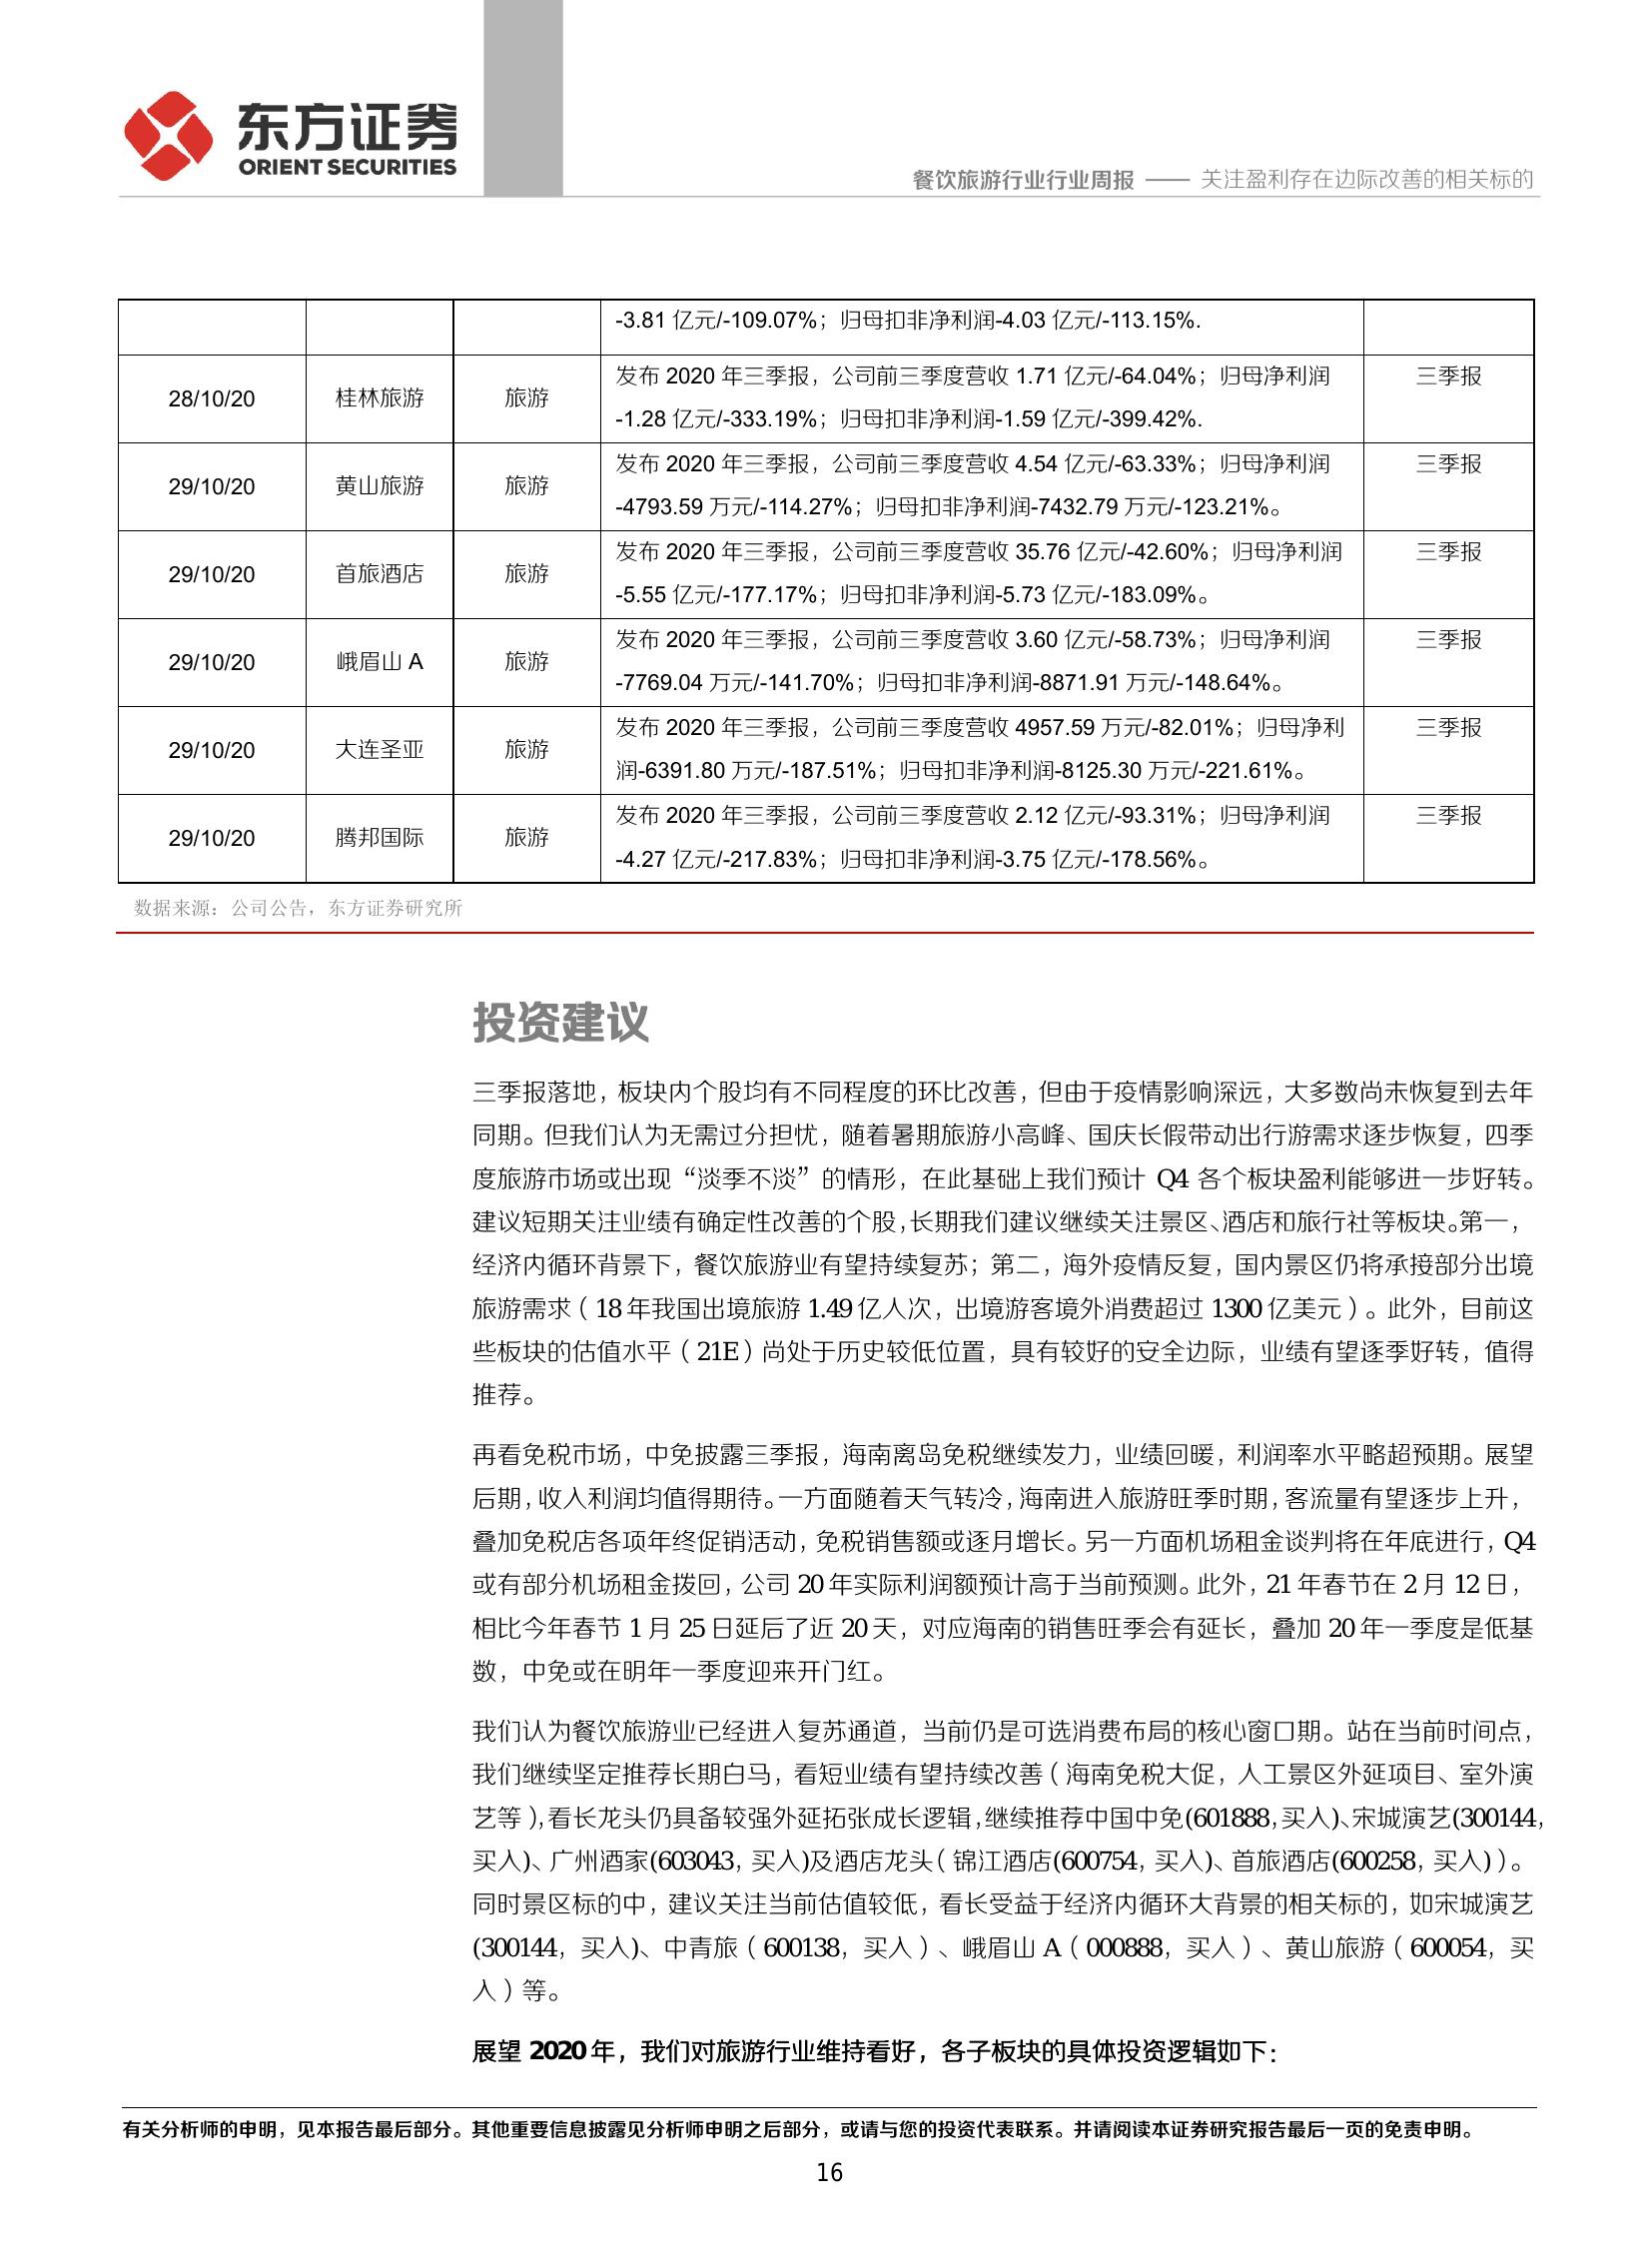 东方证券
ORIENT SECURITIES
餐饮旅游行业行业周报 —— 关注盈利存在边际改善的相关标的
-3.81 亿元/-109.07%；归母扣非净利润-4.03 亿元/-113.15%.
28/10/20 桂林旅游 旅游 发布 2020 年三季报，公司前三季度营收 1.71 亿元/-64.04%；归母净利润 三季报
-1.28 亿元/-333.19%；归母扣非净利润-1.59 亿元/-399.42%.
29/10/20 黄山旅游 旅游 发布 2020 年三季报，公司前三季度营收 4.54 亿元/-63.33%；归母净利润 三季报
-4793.59 万元/-114.27%；归母扣非净利润-7432.79 万元/-123.21%。
29/10/20 首旅酒店 旅游 发布 2020 年三季报，公司前三季度营收 35.76 亿元/-42.60%；归母净利润 三季报
-5.55 亿元/-177.17%；归母扣非净利润-5.73 亿元/-183.09%。
29/10/20 峨眉山 A 旅游 发布 2020 年三季报，公司前三季度营收 3.60 亿元/-58.73%；归母净利润 三季报
-7769.04 万元/-141.70%；归母扣非净利润-8871.91 万元/-148.64%。
29/10/20 大连圣亚 旅游 发布 2020 年三季报，公司前三季度营收 4957.59 万元/-82.01%；归母净利 三季报
润-6391.80 万元/-187.51%；归母扣非净利润-8125.30 万元/-221.61%。
29/10/20 腾邦国际 旅游 发布 2020 年三季报，公司前三季度营收 2.12 亿元/-93.31%；归母净利润 三季报
-4.27 亿元/-217.83%；归母扣非净利润-3.75 亿元/-178.56%。
数据来源：公司公告，东方证券研究所
投资建议
三季报落地，板块内个股均有不同程度的环比改善，但由于疫情影响深远，大多数尚未恢复到去年
同期。但我们认为无需过分担忧，随着暑期旅游小高峰、国庆长假带动出行游需求逐步恢复，四季
度旅游市场或出现“淡季不淡”的情形，在此基础上我们预计 Q4 各个板块盈利能够进一步好转。
建议短期关注业绩有确定性改善的个股，长期我们建议继续关注景区、酒店和旅行社等板块。第一，
经济内循环背景下，餐饮旅游业有望持续复苏；第二，海外疫情反复，国内景区仍将承接部分出境
旅游需求（18 年我国出境旅游 1.49 亿人次，出境游客境外消费超过 1300 亿美元）。此外，目前这
些板块的估值水平（21E）尚处于历史较低位置，具有较好的安全边际，业绩有望逐季好转，值得
推荐。
再看免税市场，中免披露三季报，海南离岛免税继续发力，业绩回暖，利润率水平略超预期。展望
后期，收入利润均值得期待。一方面随着天气转冷，海南进入旅游旺季时期，客流量有望逐步上升，
叠加免税店各项年终促销活动，免税销售额或逐月增长。另一方面机场租金谈判将在年底进行，Q4
或有部分机场租金拨回，公司 20 年实际利润额预计高于当前预测。此外，21 年春节在 2 月 12 日，
相比今年春节 1 月 25 日延后了近 20 天，对应海南的销售旺季会有延长，叠加 20 年一季度是低基
数，中免或在明年一季度迎来开门红。
我们认为餐饮旅游业已经进入复苏通道，当前仍是可选消费布局的核心窗口期。站在当前时间点，
我们继续坚定推荐长期白马，看短业绩有望持续改善（海南免税大促，人工景区外延项目、室外演
艺等），看长龙头仍具备较强外延拓张成长逻辑，继续推荐中国中免(601888，买入)、宋城演艺(300144，
买入)、广州酒家(603043，买入)及酒店龙头（锦江酒店(600754，买入)、首旅酒店(600258，买入)）。
同时景区标的中，建议关注当前估值较低，看长受益于经济内循环大背景的相关标的，如宋城演艺
(300144，买入)、中青旅（600138，买入）、峨眉山 A（000888，买入）、黄山旅游（600054，买
入）等。
展望 2020 年，我们对旅游行业维持看好，各子板块的具体投资逻辑如下：
有关分析师的申明，见本报告最后部分。其他重要信息披露见分析师申明之后部分，或请与您的投资代表联系。并请阅读本证券研究报告最后一页的免责申明。
16